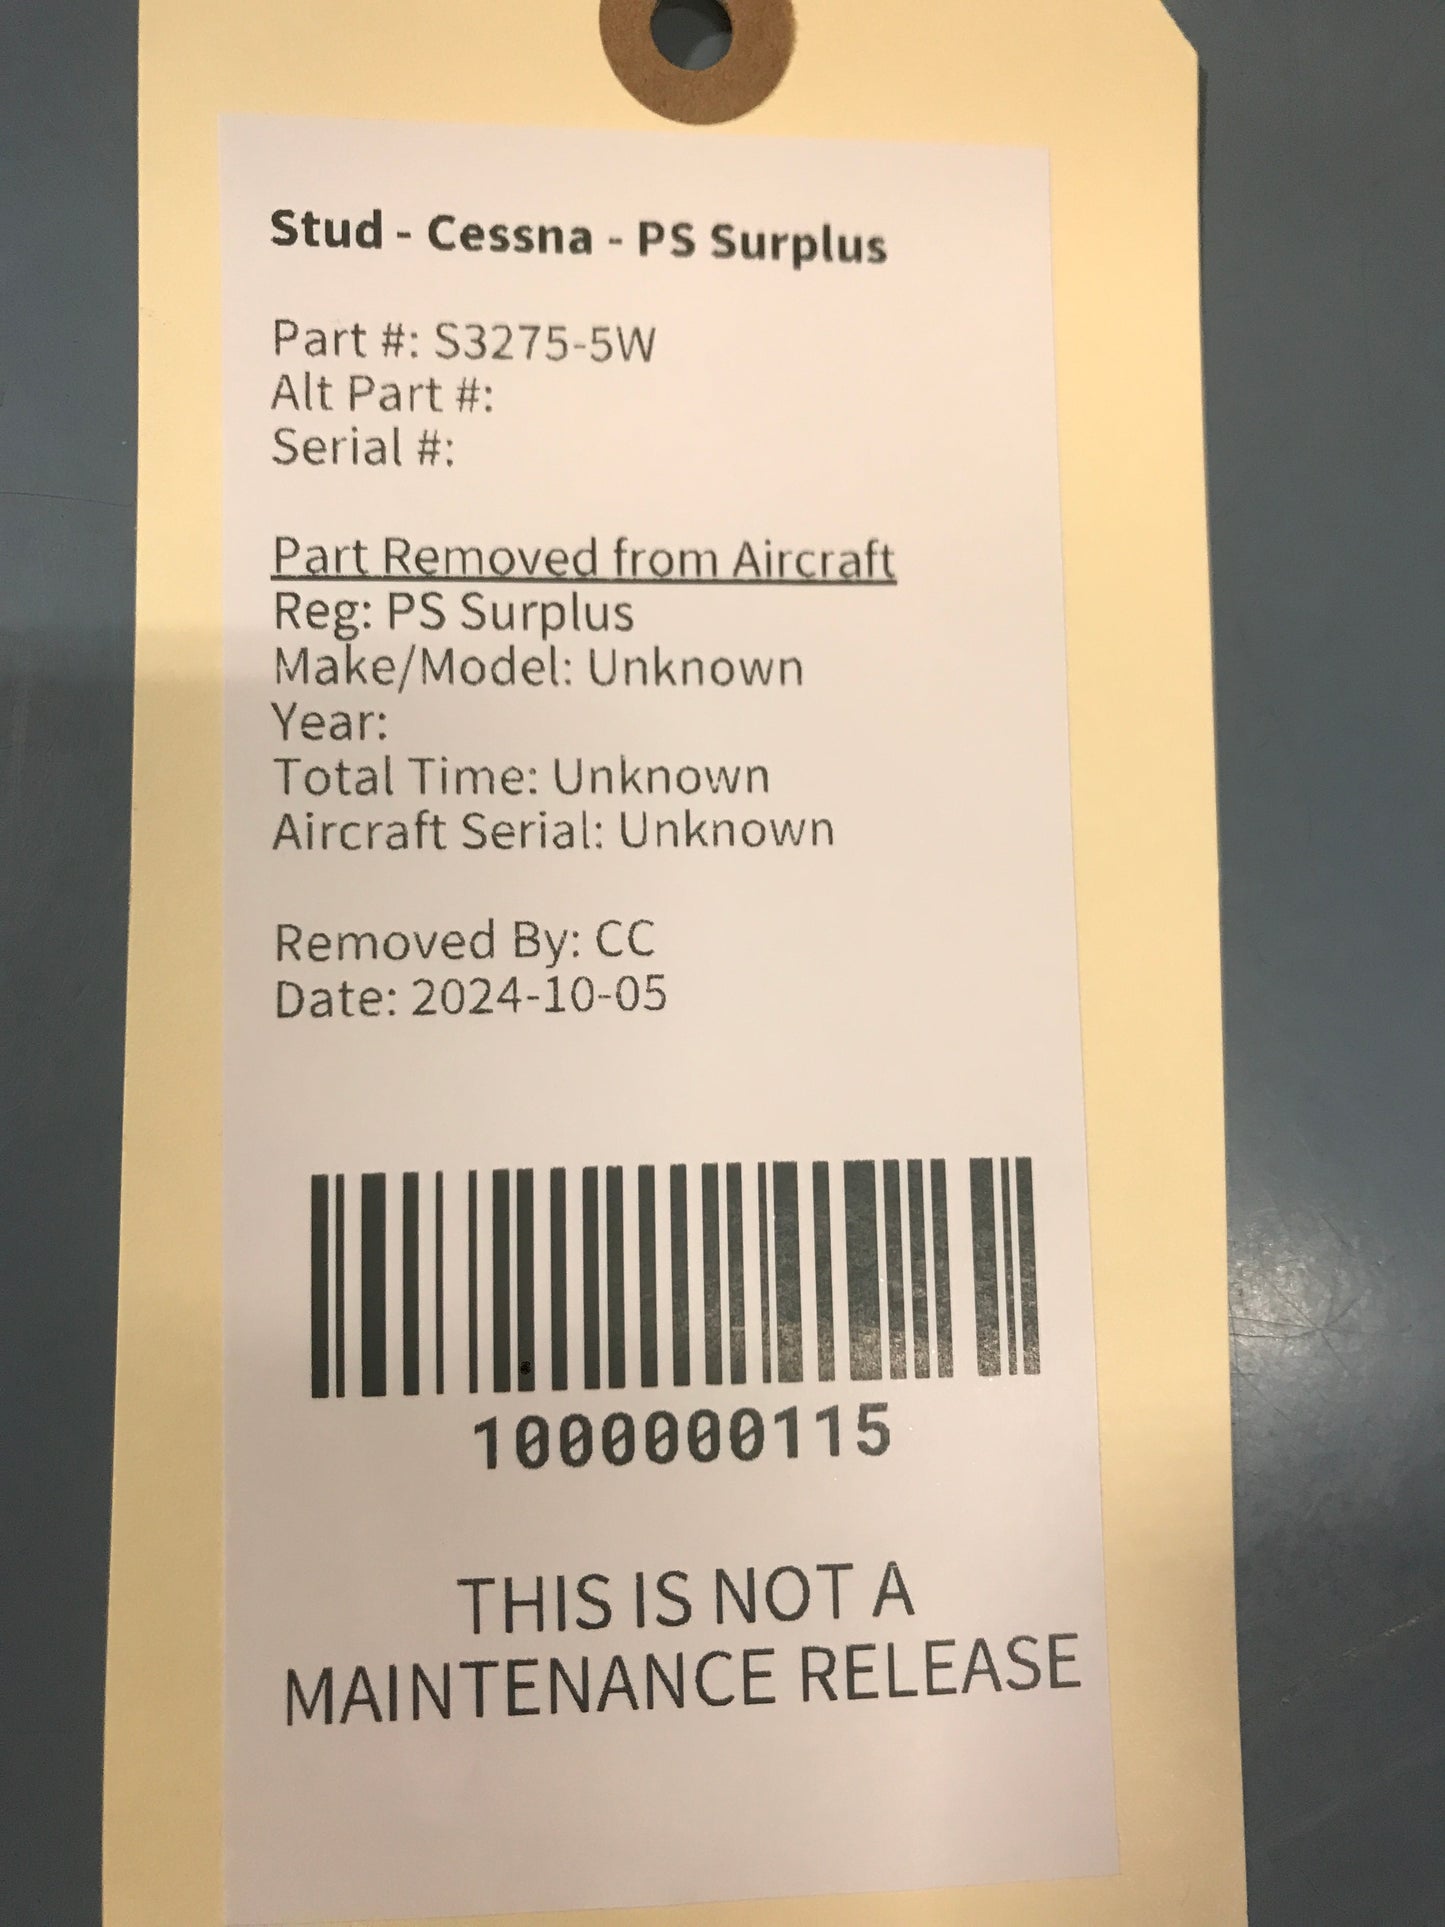 Stud - Cessna - PS Surplus
Part #: S3275-5W
Alt Part #:
Serial #:
Part Removed from Aircraft
Reg: PS Surplus
Make/Model: Unknown
Year:
Total Time: Unknown
Aircraft Serial: Unknown
Removed By: CC
Date: 2024-10-05
1000000115
THIS IS NOT A
MAINTENANCE RELEASE